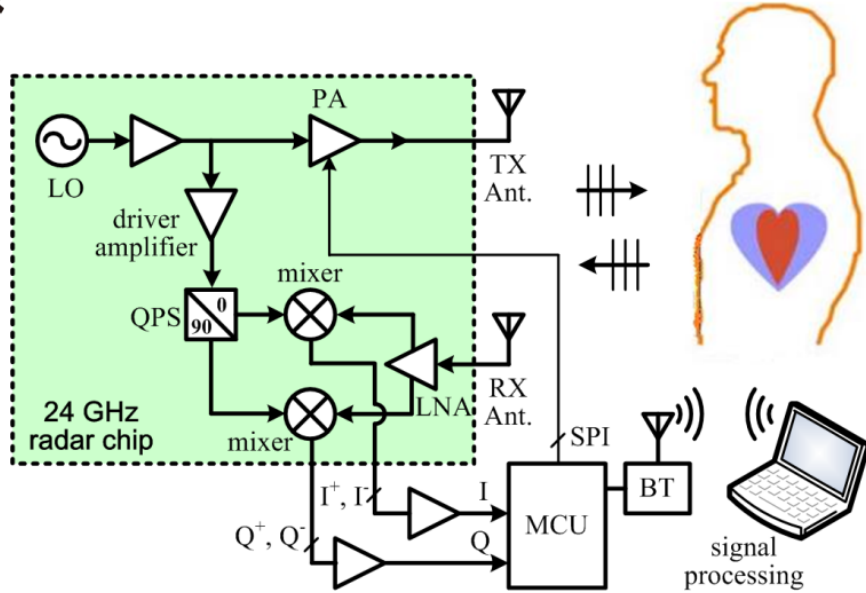 PA
LO
TX
Ant.
driver
amplifier
mixer
QPS
0
90
RX
Ant.
LNA
mixer
24 GHz
radar chip
SPI
I⁺, I⁻
I
MCU
BT
Q⁺, Q⁻
Q
signal
processing